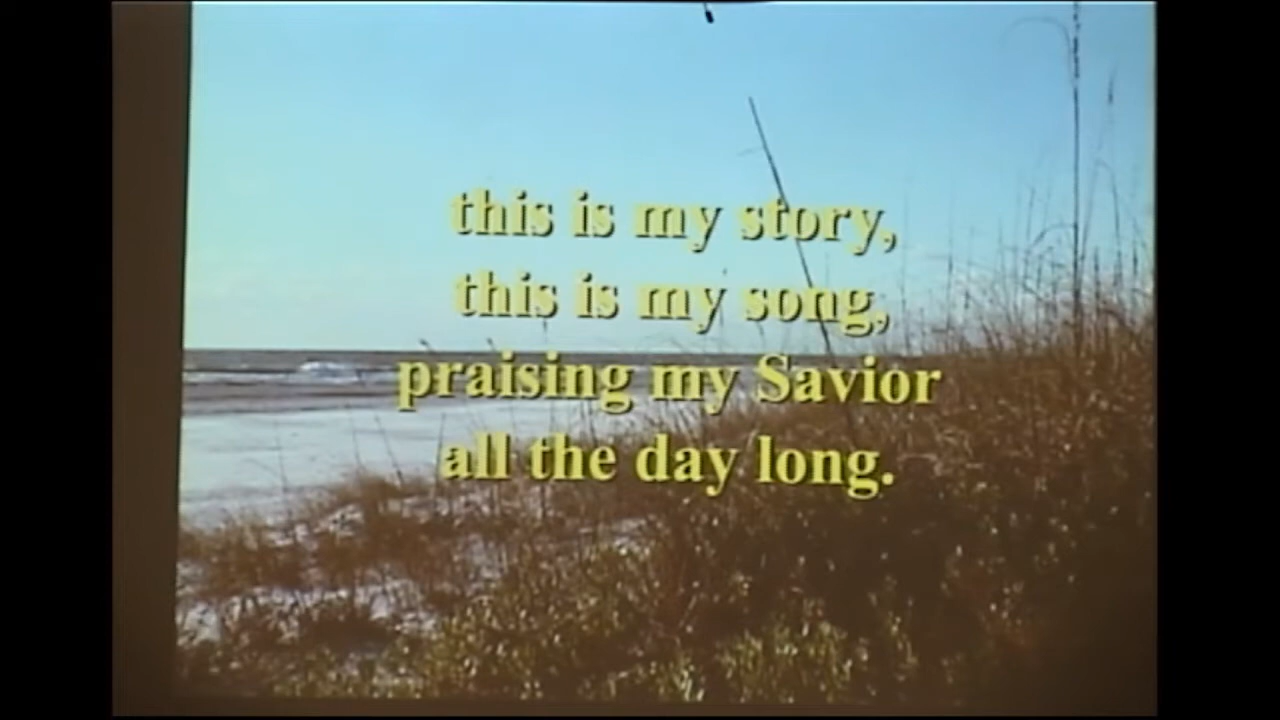 this is my story,
this is my song,
praising my Savior
all the day long.